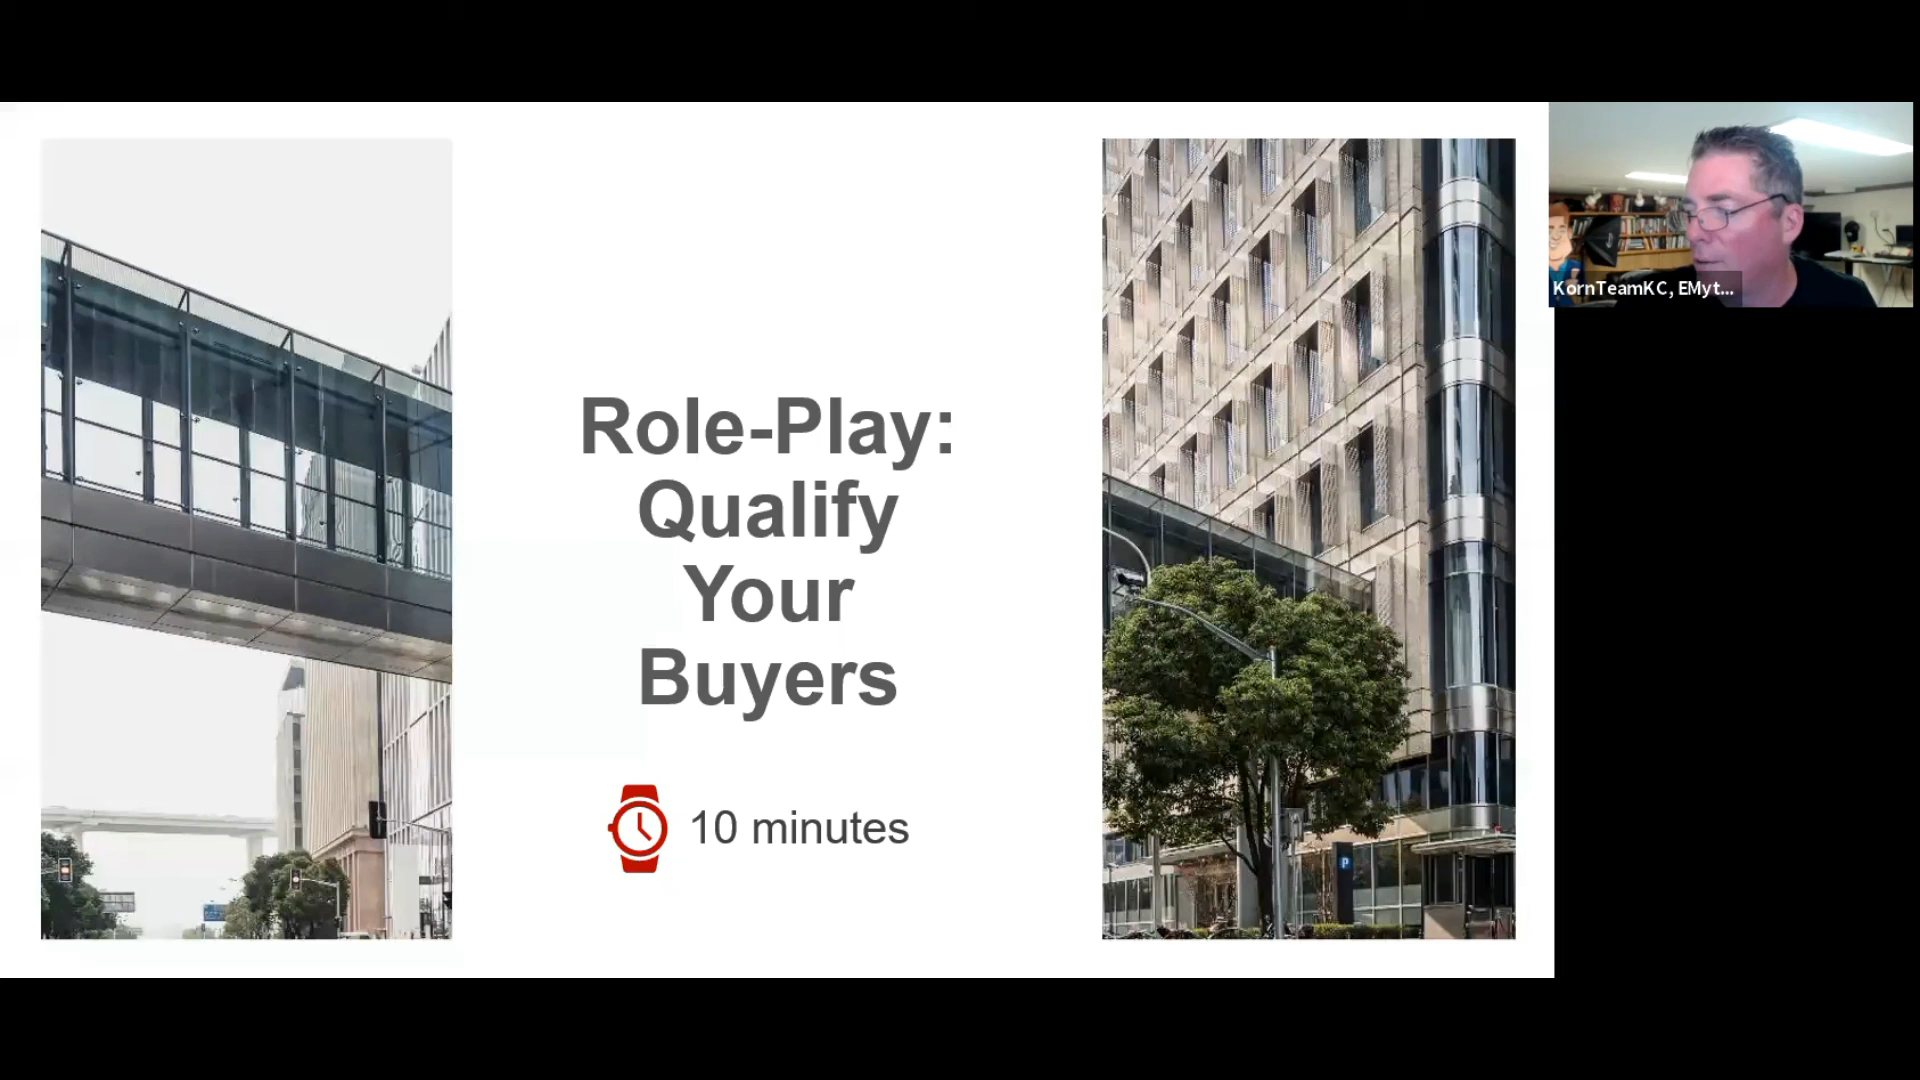 Role-Play:
Qualify
Your
Buyers
10 minutes
KornTeamKC, EMyt...
P